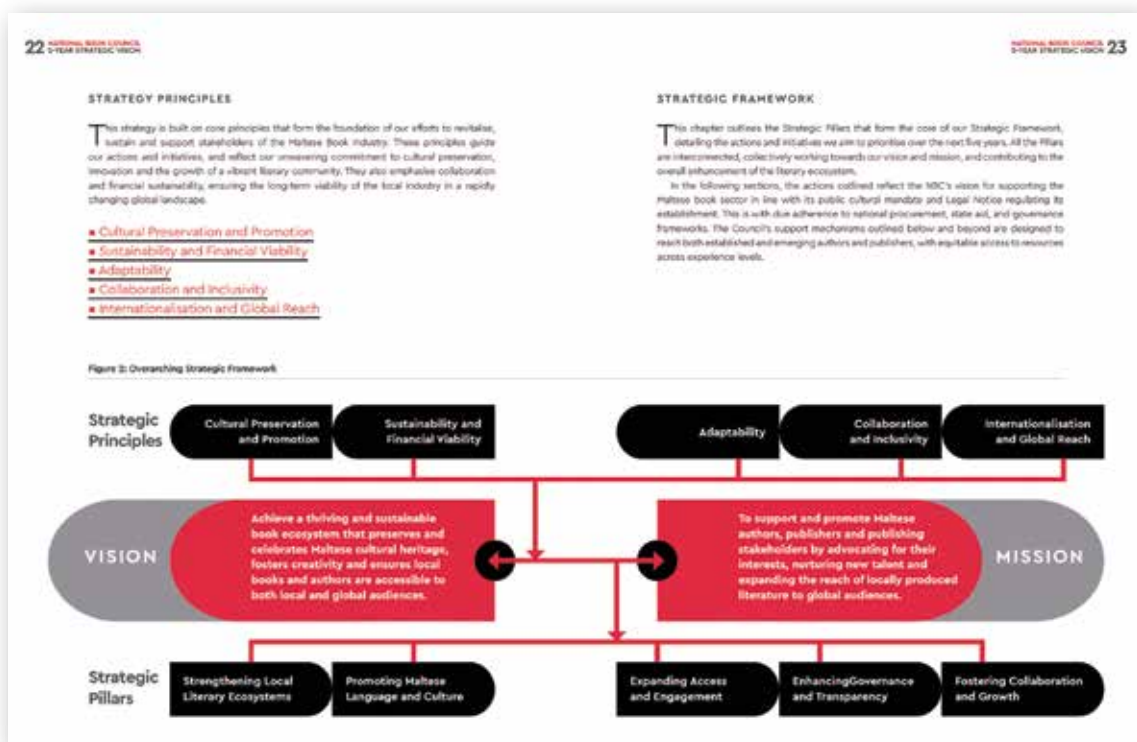 22 NATIONAL BOOK COUNCIL
5-YEAR STRATEGIC VISION
NATIONAL BOOK COUNCIL 23
5-YEAR STRATEGIC VISION
STRATEGY PRINCIPLES
This strategy is built on core principles that form the foundation of our efforts to revitalise,
sustain and support stakeholders of the Maltese Book Industry. These principles guide
our actions and initiatives, and reflect our unwavering commitment to cultural preservation,
innovation and the growth of a vibrant literary community. They also emphasise collaboration
and financial sustainability, ensuring the long-term viability of the local industry in a rapidly
changing global landscape.
■ Cultural Preservation and Promotion
■ Sustainability and Financial Viability
■ Adaptability
■ Collaboration and Inclusivity
■ Internationalisation and Global Reach
STRATEGIC FRAMEWORK
This chapter outlines the Strategic Pillars that form the core of our Strategic Framework,
detailing the actions and initiatives we aim to prioritise over the next five years. All the Pillars
are interconnected, collectively working towards our vision and mission, and contributing to the
overall enhancement of the literary ecosystem.
In the following sections, the actions outlined reflect the NBC's vision for supporting the
Maltese book sector in line with its public cultural mandate and Legal Notice regulating its
establishment. This is with due adherence to national procurement, state aid, and governance
frameworks. The Council's support mechanisms outlined below and beyond are designed to
reach both established and emerging authors and publishers, with equitable access to resources
across experience levels.
Figure 2: Overarching Strategic Framework
Strategic
Principles
Cultural Preservation
and Promotion
Sustainability and
Financial Viability
Adaptability
Collaboration
and Inclusivity
Internationalisation
and Global Reach
VISION
Achieve a thriving and sustainable
book ecosystem that preserves and
celebrates Maltese cultural heritage,
fosters creativity and ensures local
books and authors are accessible to
both local and global audiences.
To support and promote Maltese
authors, publishers and publishing
stakeholders by advocating for their
interests, nurturing new talent and
expanding the reach of locally produced
literature to global audiences.
MISSION
Strategic
Pillars
Strengthening Local
Literary Ecosystems
Promoting Maltese
Language and Culture
Expanding Access
and Engagement
EnhancingGovernance
and Transparency
Fostering Collaboration
and Growth